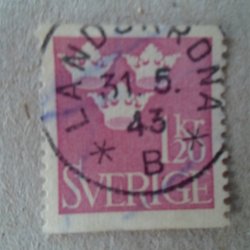 LANDSKRONA
31.5.
43
* B *
1 kr.
20
SVERIGE